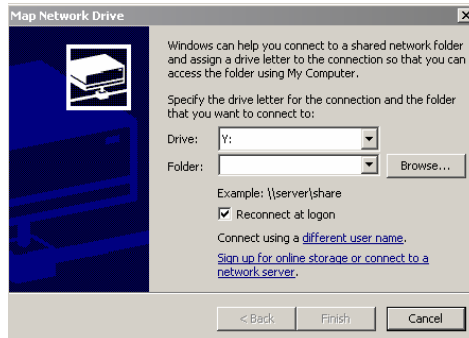 Map Network Drive
Windows can help you connect to a shared network folder
and assign a drive letter to the connection so that you can
access the folder using My Computer.
Specify the drive letter for the connection and the folder
that you want to connect to:
Drive: Y:
Folder: Browse...
Example: \\server\share
Reconnect at logon
Connect using a different user name.
Sign up for online storage or connect to a
network server.
< Back Finish Cancel